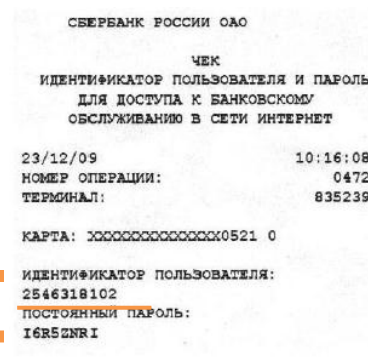 СБЕРБАНК РОССИИ ОАО
ЧЕК
ИДЕНТИФИКАТОР ПОЛЬЗОВАТЕЛЯ И ПАРОЛЬ
ДЛЯ ДОСТУПА К БАНКОВСКОМУ
ОБСЛУЖИВАНИЮ В СЕТИ ИНТЕРНЕТ
23/12/09 10:16:08
НОМЕР ОПЕРАЦИИ: 0472
ТЕРМИНАЛ: 835239
КАРТА: XXXXXXXXXXXXXX0521 0
ИДЕНТИФИКАТОР ПОЛЬЗОВАТЕЛЯ:
2546318102
ПОСТОЯННЫЙ ПАРОЛЬ:
I6R5ZNRI